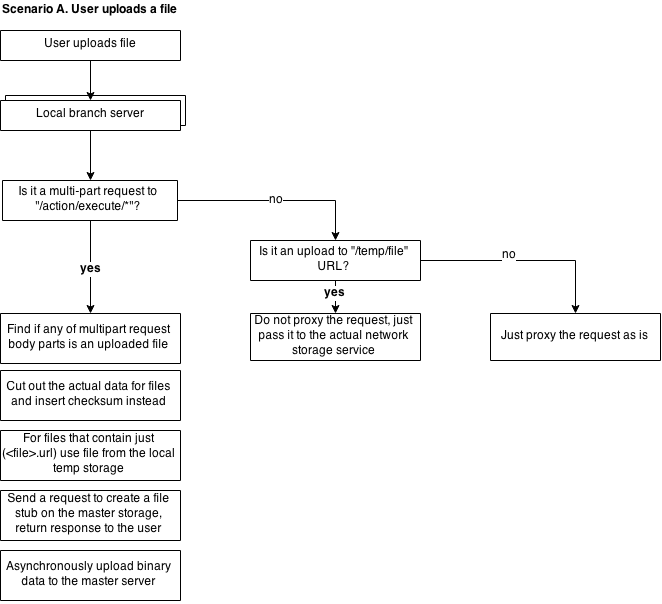 Scenario A. User uploads a file
User uploads file
Local branch server
Is it a multi-part request to
"/action/execute/*"?
no
Is it an upload to "/temp/file"
URL?
no
yes
yes
Find if any of multipart request
body parts is an uploaded file
Do not proxy the request, just
pass it to the actual network
storage service
Just proxy the request as is
Cut out the actual data for files
and insert checksum instead
For files that contain just
(<file>.url) use file from the local
temp storage
Send a request to create a file
stub on the master storage,
return response to the user
Asynchronously upload binary
data to the master server